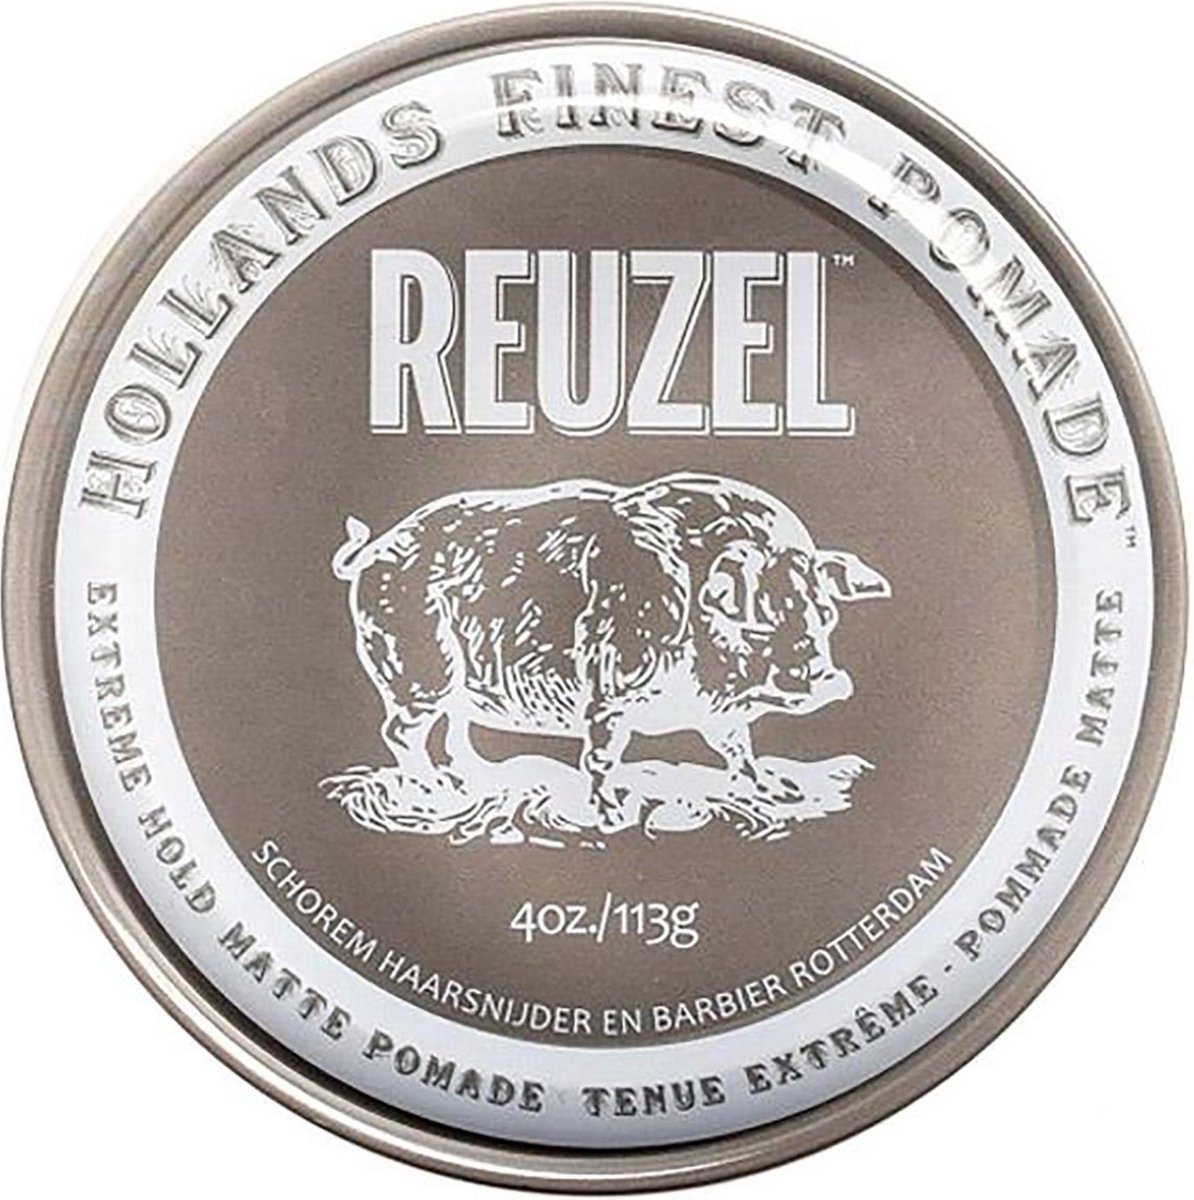 HOLLANDS FINEST POMADE™
REUZEL™
4oz./113g
SCHOREM HAARSNIJDER EN BARBIER ROTTERDAM
EXTREME HOLD MATTE POMADE
TENUE EXTRÊME · POMMADE MATTE